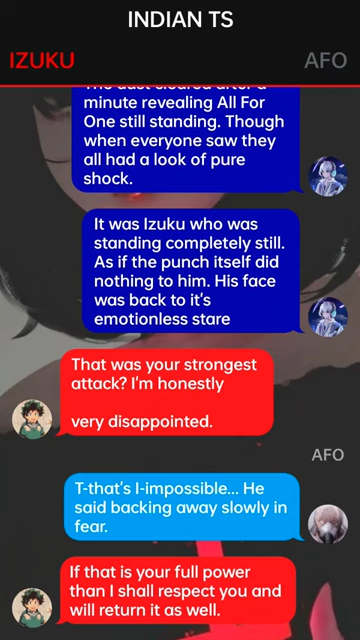 INDIAN TS
IZUKU
AFO
The dust cleared after a
minute revealing All For
One still standing. Though
when everyone saw they
all had a look of pure
shock.
It was Izuku who was
standing completely still.
As if the punch itself did
nothing to him. His face
was back to it's
emotionless stare
That was your strongest
attack? I'm honestly
very disappointed.
AFO
T-that's I-impossible... He
said backing away slowly in
fear.
If that is your full power
than I shall respect you and
will return it as well.